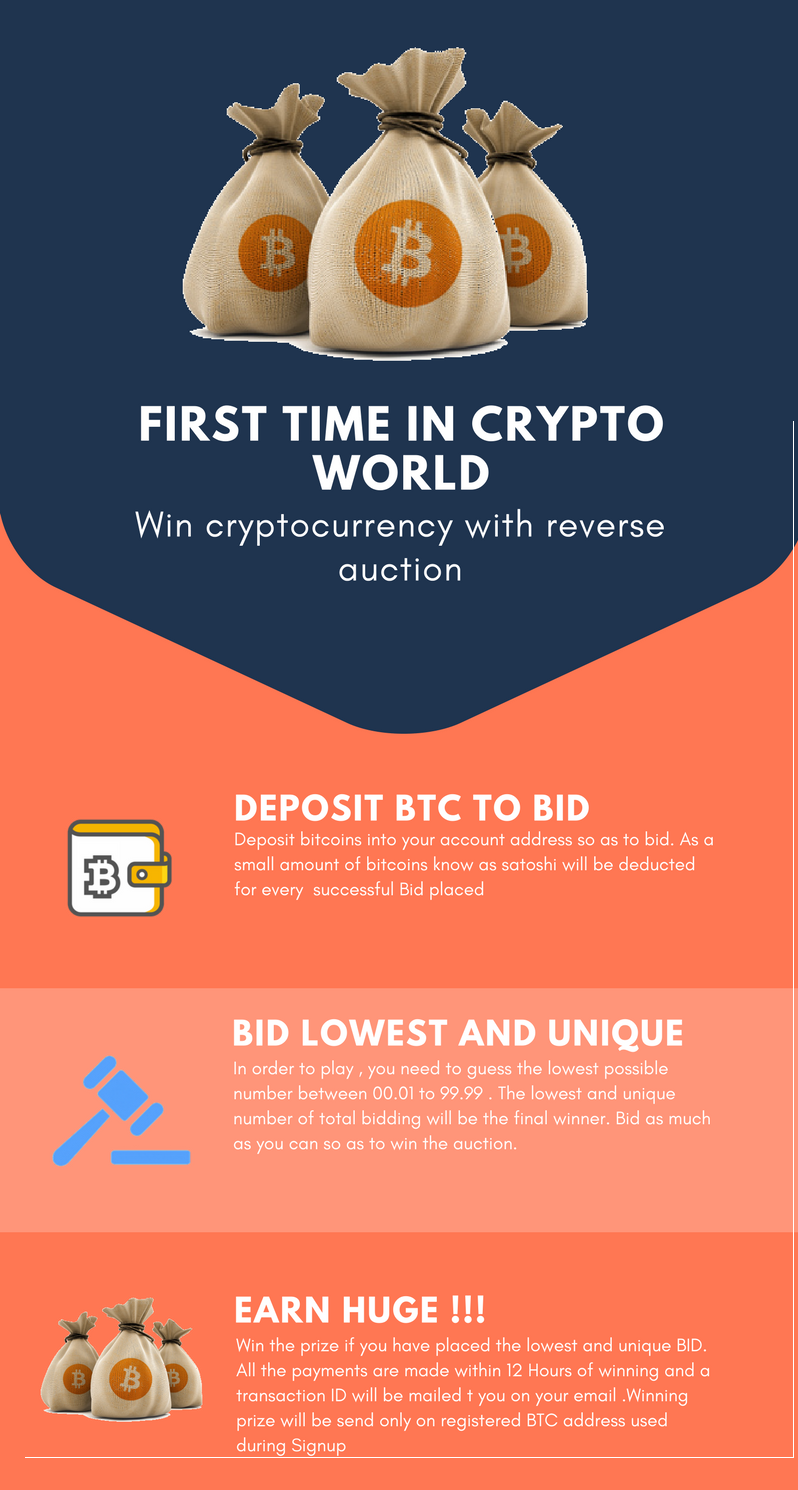 FIRST TIME IN CRYPTO
WORLD
Win cryptocurrency with reverse
auction
DEPOSIT BTC TO BID
Deposit bitcoins into your account address so as to bid. As a
small amount of bitcoins know as satoshi will be deducted
for every  successful Bid placed
BID LOWEST AND UNIQUE
In order to play , you need to guess the lowest possible
number between 00.01 to 99.99 . The lowest and unique
number of total bidding will be the final winner. Bid as much
as you can so as to win the auction.
EARN HUGE !!!
Win the prize if you have placed the lowest and unique BID.
All the payments are made within 12 Hours of winning and a
transaction ID will be mailed t you on your email .Winning
prize will be send only on registered BTC address used
during Signup